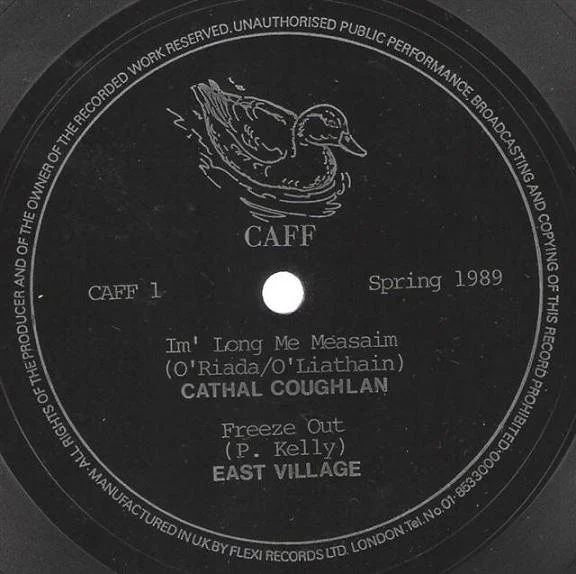 ALL RIGHTS OF THE PRODUCER AND OF THE OWNER OF THE RECORDED WORK RESERVED. UNAUTHORISED PUBLIC PERFORMANCE BROADCASTING AND COPYING OF THIS RECORD PROHIBITED.
CAFF
CAFF 1
Spring 1989
Im' Long Me Measaim
(O'Riada/O'Liathain)
CATHAL COUGHLAN
Freeze Out
(P. Kelly)
EAST VILLAGE
MANUFACTURED IN U.K. BY FLEXI RECORDS LTD. LONDON. Tel. No. 01-8533000.